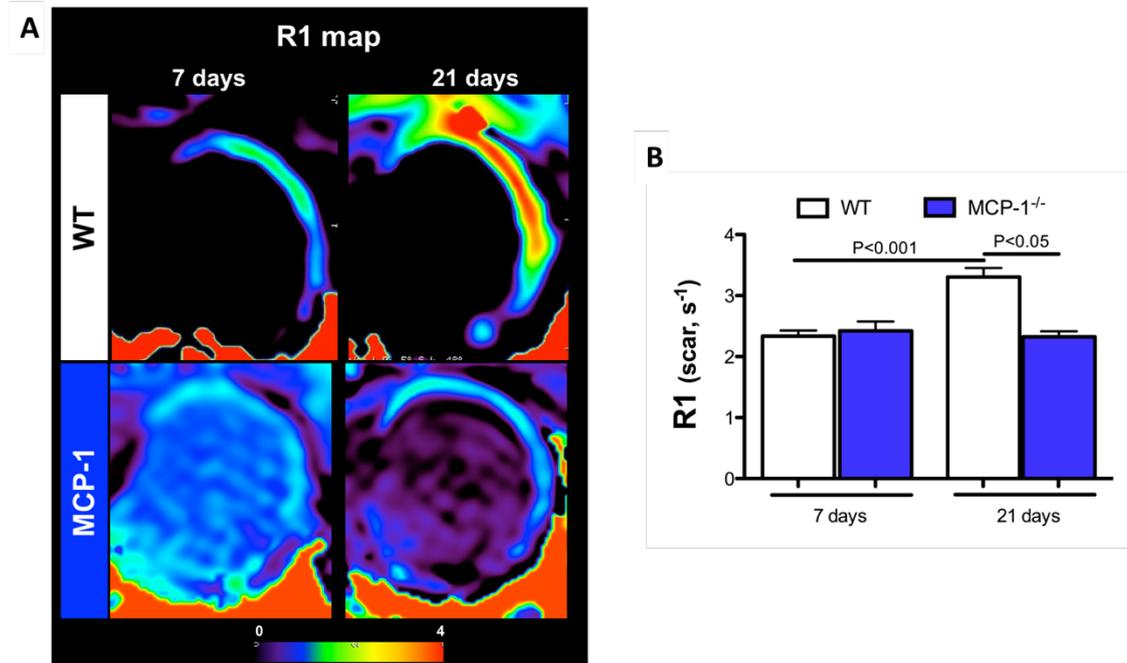 A
R1 map
7 days
21 days
WT
MCP-1
0
4
B
WT
MCP-1-/-
P<0.001
P<0.05
R1 (scar, s-1)
4
3
2
1
0
7 days
21 days